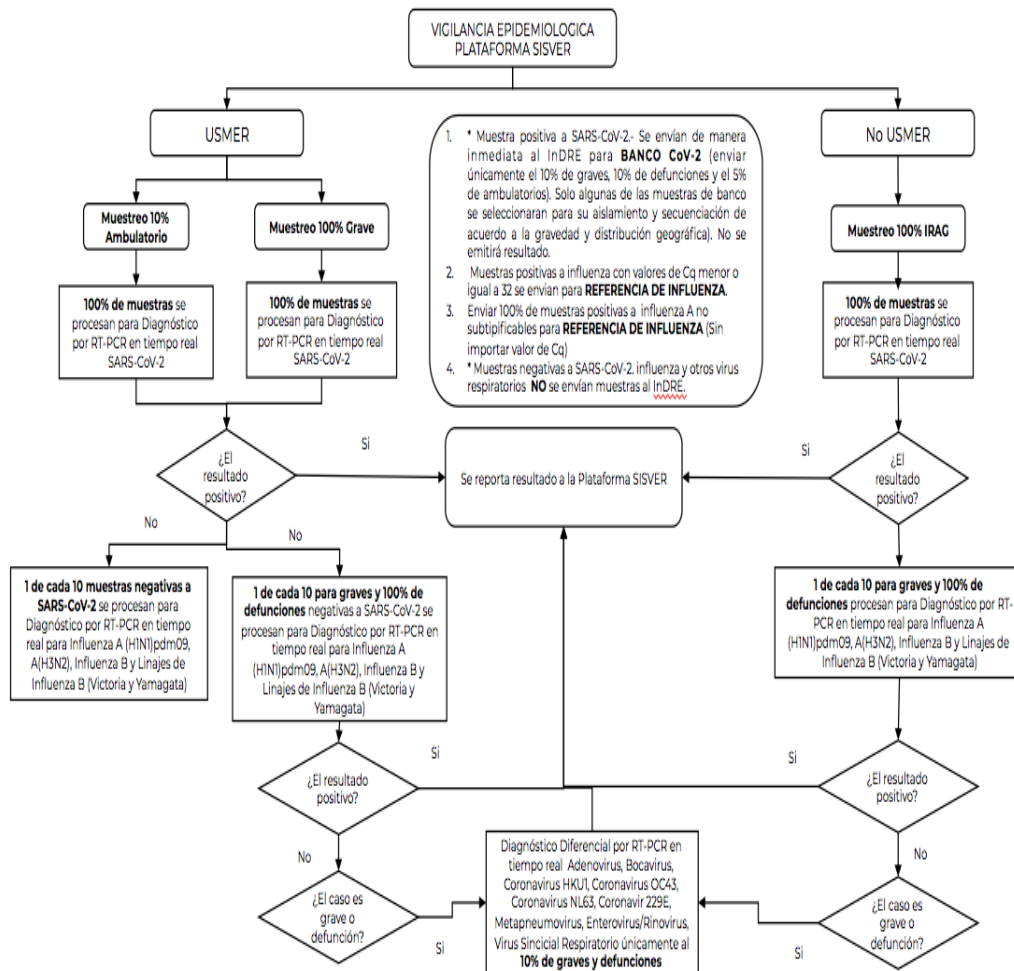 VIGILANCIA EPIDEMIOLOGICA
PLATAFORMA SISVER
USMER
No USMER
1. * Muestra positiva a SARS-CoV-2.- Se envían de manera
inmediata al InDRE para BANCO CoV-2 (enviar
únicamente el 10% de graves, 10% de defunciones y el 5%
de ambulatorios). Solo algunas de las muestras de banco
se seleccionaran para su aislamiento y secuenciación de
acuerdo a la gravedad y distribución geográfica). No se
emitirá resultado.
2. Muestras positivas a influenza con valores de Cq menor o
igual a 32 se envian para REFERENCIA DE INFLUENZA.
3. Enviar 100% de muestras positivas a influenza A no
subtipificables para REFERENCIA DE INFLUENZA (Sin
importar valor de Cq)
4. * Muestras negativas a SARS-CoV-2. influenza y otros virus
respiratorios NO se envían muestras al InDRE.
Muestreo 10%
Ambulatorio
Muestreo 100% Grave
Muestreo 100% IRAG
100% de muestras se
procesan para Diagnóstico
por RT-PCR en tiempo real
SARS-CoV-2
100% de muestras se
procesan para Diagnóstico
por RT-PCR en tiempo real
SARS-CoV-2
100% de muestras se
procesan para Diagnóstico
por RT-PCR en tiempo real
SARS-CoV-2
¿El
resultado
positivo?
Si
Se reporta resultado a la Plataforma SISVER
Si
¿El
resultado
positivo?
No
No
1 de cada 10 muestras negativas a
SARS-CoV-2 se procesan para
Diagnóstico por RT-PCR en tiempo
real para Influenza A (H1N1)pdm09,
A(H3N2), Influenza B y Linajes de
Influenza B (Victoria y Yamagata)
1 de cada 10 para graves y 100% de
defunciones negativas a SARS-CoV-2 se
procesan para Diagnóstico por RT-PCR en
tiempo real para Influenza A
(H1N1)pdm09, A(H3N2), Influenza B y
Linajes de Influenza B (Victoria y
Yamagata)
1 de cada 10 para graves y 100% de
defunciones procesan para Diagnóstico por RT-
PCR en tiempo real para Influenza A
(H1N1)pdm09, A(H3N2), Influenza B y Linajes de
Influenza B (Victoria y Yamagata)
¿El resultado
positivo?
Si
Si
¿El resultado
positivo?
No
No
¿El caso es
grave o
defunción?
Si
Diagnóstico Diferencial por RT-PCR en
tiempo real Adenovirus, Bocavirus,
Coronavirus HKU1, Coronavirus OC43,
Coronavirus NL63, Coronavir 229E,
Metapneumovirus, Enterovirus/Rinovirus,
Virus Sincicial Respiratorio únicamente al
10% de graves y defunciones
Si
¿El caso es
grave o
defunción?